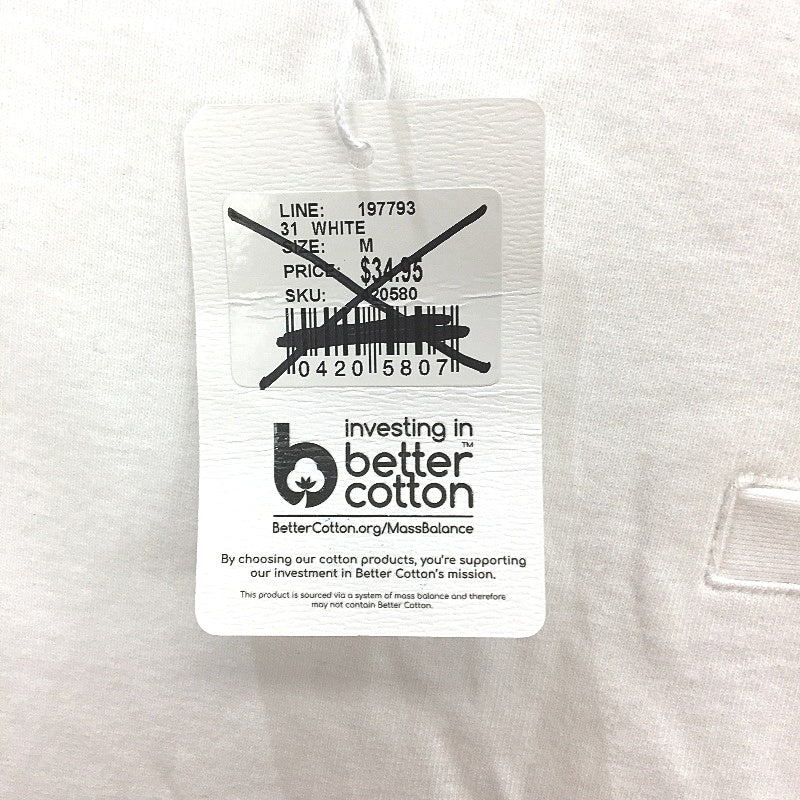 LINE: 197793
31 WHITE
SIZE: M
PRICE: $34.95
SKU:
0420 5807
investing in
better™
cotton
BetterCotton.org/MassBalance
By choosing our cotton products, you're supporting
our investment in Better Cotton's mission.
This product is sourced via a system of mass balance and therefore
may not contain Better Cotton.